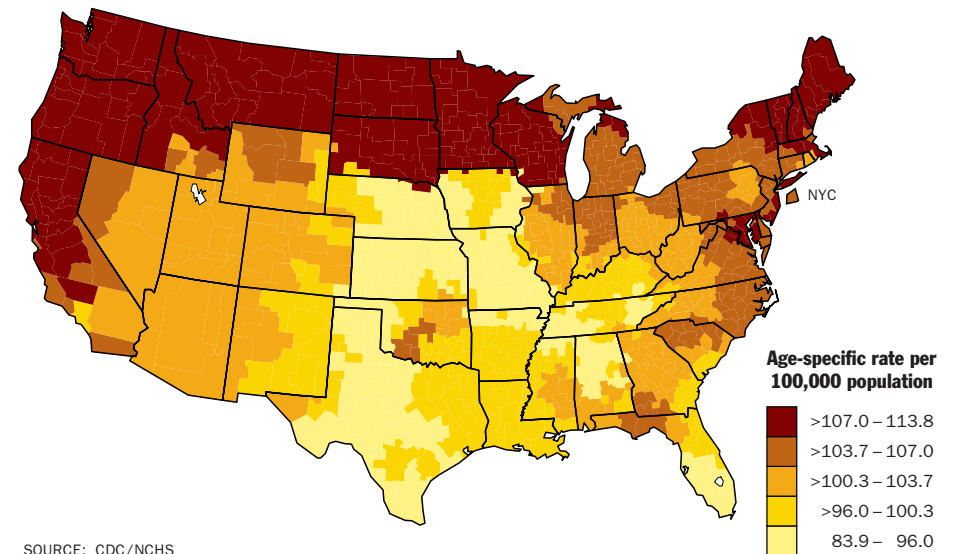 NYC
Age-specific rate per
100,000 population
>107.0 – 113.8
>103.7 – 107.0
>100.3 – 103.7
>96.0 – 100.3
83.9 – 96.0
SOURCE: CDC/NCHS